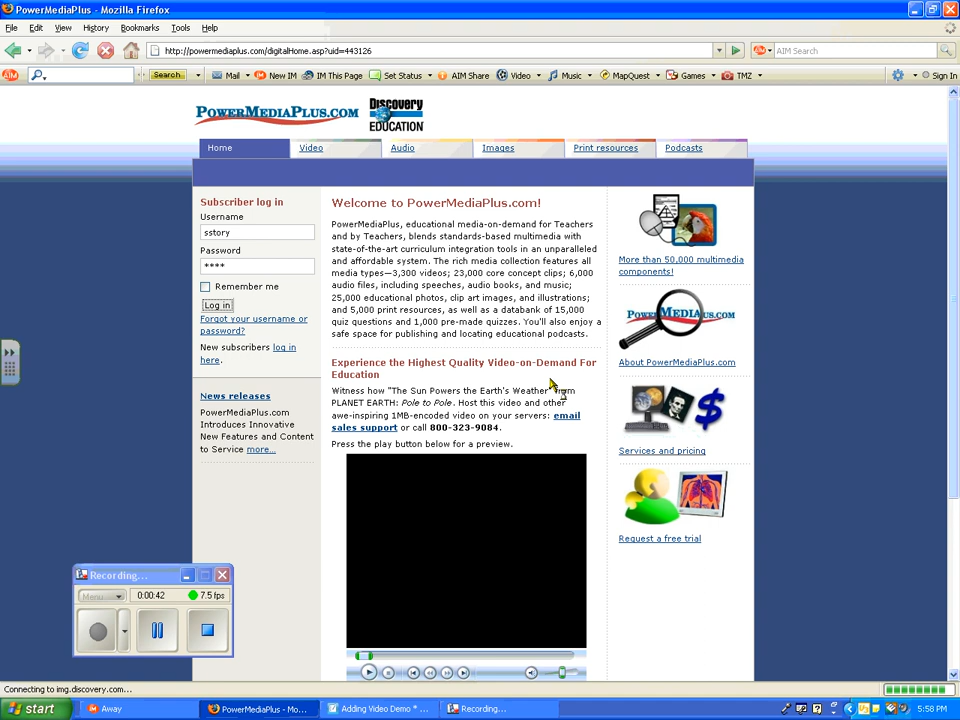 PowerMediaPlus - Mozilla Firefox
File Edit View History Bookmarks Tools Help
http://powermediaplus.com/digitalHome.asp?uid=443126
AIM Search
Search Mail New IM IM This Page Set Status AIM Share Video Music MapQuest Games TMZ Sign In
POWERMEDIAPLUS.COM Discovery EDUCATION
Home Video Audio Images Print resources Podcasts
Subscriber log in
Username
sstory
Password
****
Remember me
Log in
Forgot your username or
password?
New subscribers log in
here.
News releases
PowerMediaPlus.com
Introduces Innovative
New Features and Content
to Service more...
Welcome to PowerMediaPlus.com!
PowerMediaPlus, educational media-on-demand for Teachers
and by Teachers, blends standards-based multimedia with
state-of-the-art curriculum integration tools in an unparalleled
and affordable system. The rich media collection features all
media types—3,300 videos; 23,000 core concept clips; 6,000
audio files, including speeches, audio books, and music;
25,000 educational photos, clip art images, and illustrations;
and 5,000 print resources, as well as a databank of 15,000
quiz questions and 1,000 pre-made quizzes. You'll also enjoy a
safe space for publishing and locating educational podcasts.
Experience the Highest Quality Video-on-Demand For
Education
Witness how "The Sun Powers the Earth's Weather" from
PLANET EARTH: Pole to Pole. Host this video and other
awe-inspiring 1MB-encoded video on your servers: email
sales support or call 800-323-9084.
Press the play button below for a preview.
More than 50,000 multimedia
components!
POWERMEDIAPLUS.COM
About PowerMediaPlus.com
Services and pricing
Request a free trial
Recording...
Menu 0:00:42 7.5 fps
Connecting to img.discovery.com...
start Away PowerMediaPlus - Mo... Adding Video Demo * ... Recording... 5:58 PM